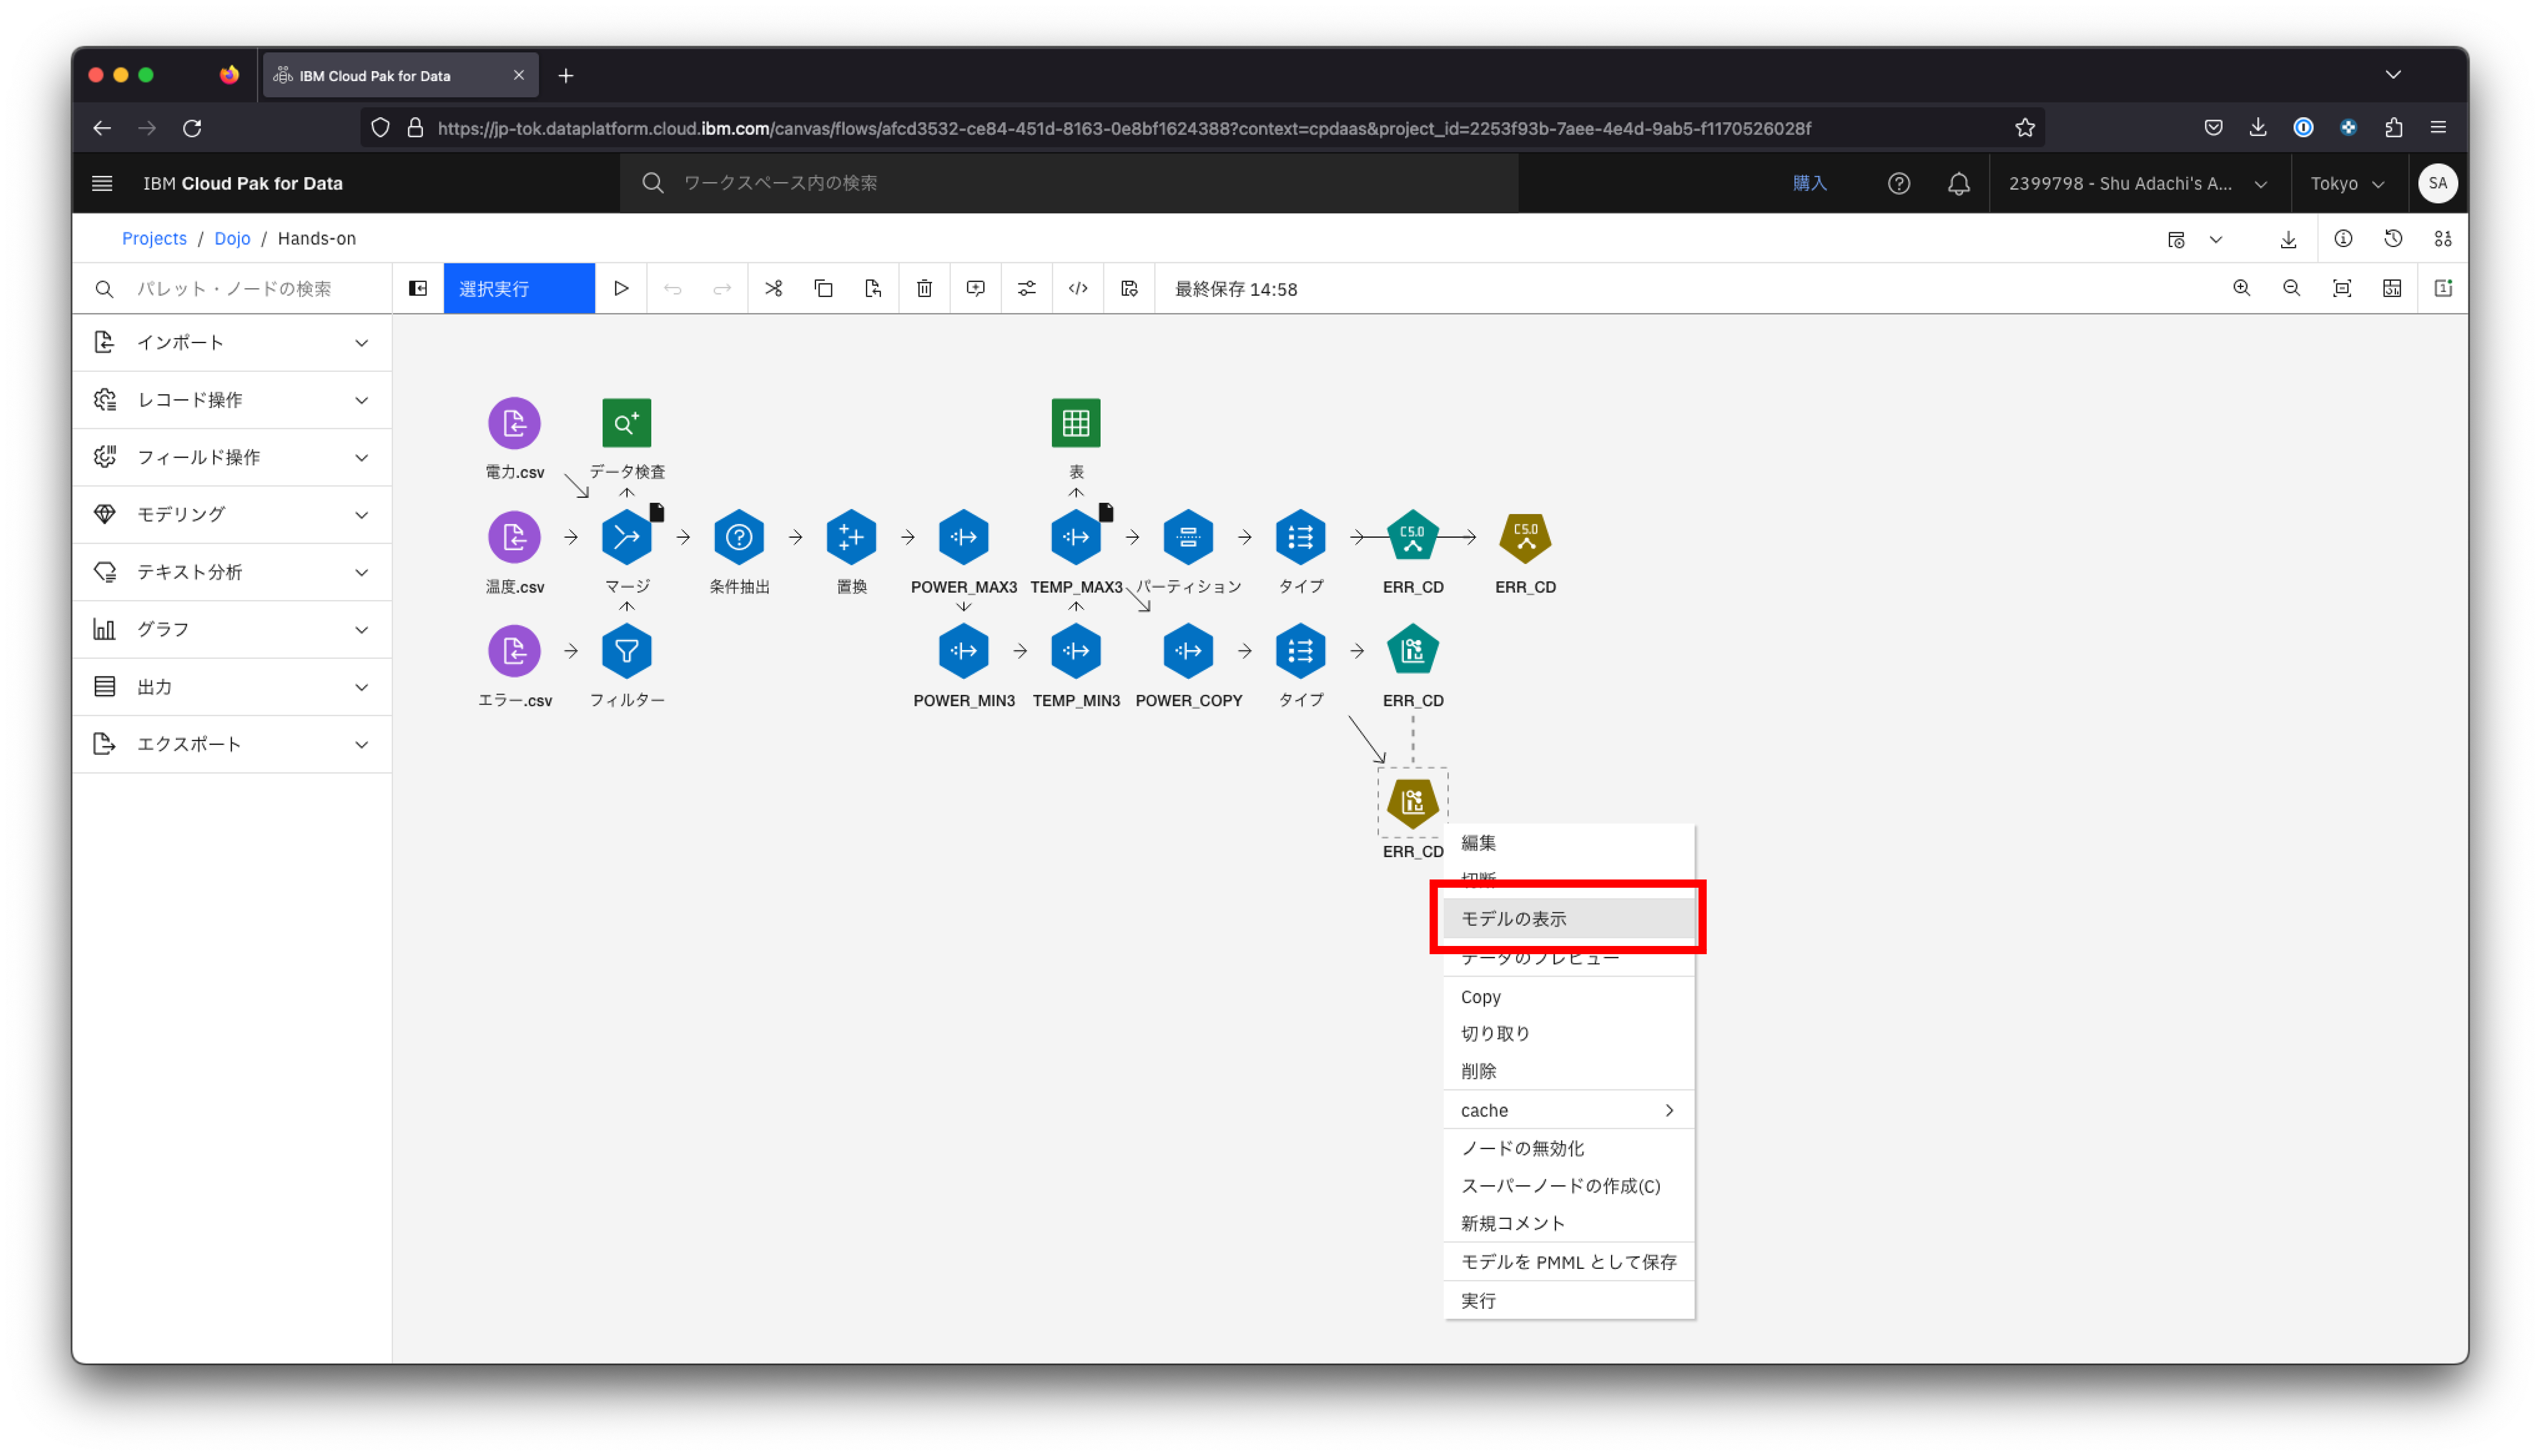 IBM Cloud Pak for Data
https://jp-tok.dataplatform.cloud.ibm.com/canvas/flows/afcd3532-ce84-451d-8163-0e8bf1624388?context=cpdaas&project_id=2253f93b-7aee-4e4d-9ab5-f1170526028f
IBM Cloud Pak for Data
ワークスペース内の検索
購入
2399798 - Shu Adachi's A...
Tokyo
SA
Projects / Dojo / Hands-on
パレット・ノードの検索
選択実行
最終保存 14:58
インポート
レコード操作
フィールド操作
モデリング
テキスト分析
グラフ
出力
エクスポート
電力.csv
データ検査
表
C5.0
C5.0
温度.csv
マージ
条件抽出
置換
POWER_MAX3
TEMP_MAX3
パーティション
タイプ
ERR_CD
ERR_CD
エラー.csv
フィルター
POWER_MIN3
TEMP_MIN3
POWER_COPY
タイプ
ERR_CD
ERR_CD
編集
切断
モデルの表示
データのプレビュー
Copy
切り取り
削除
cache
ノードの無効化
スーパーノードの作成(C)
新規コメント
モデルを PMML として保存
実行